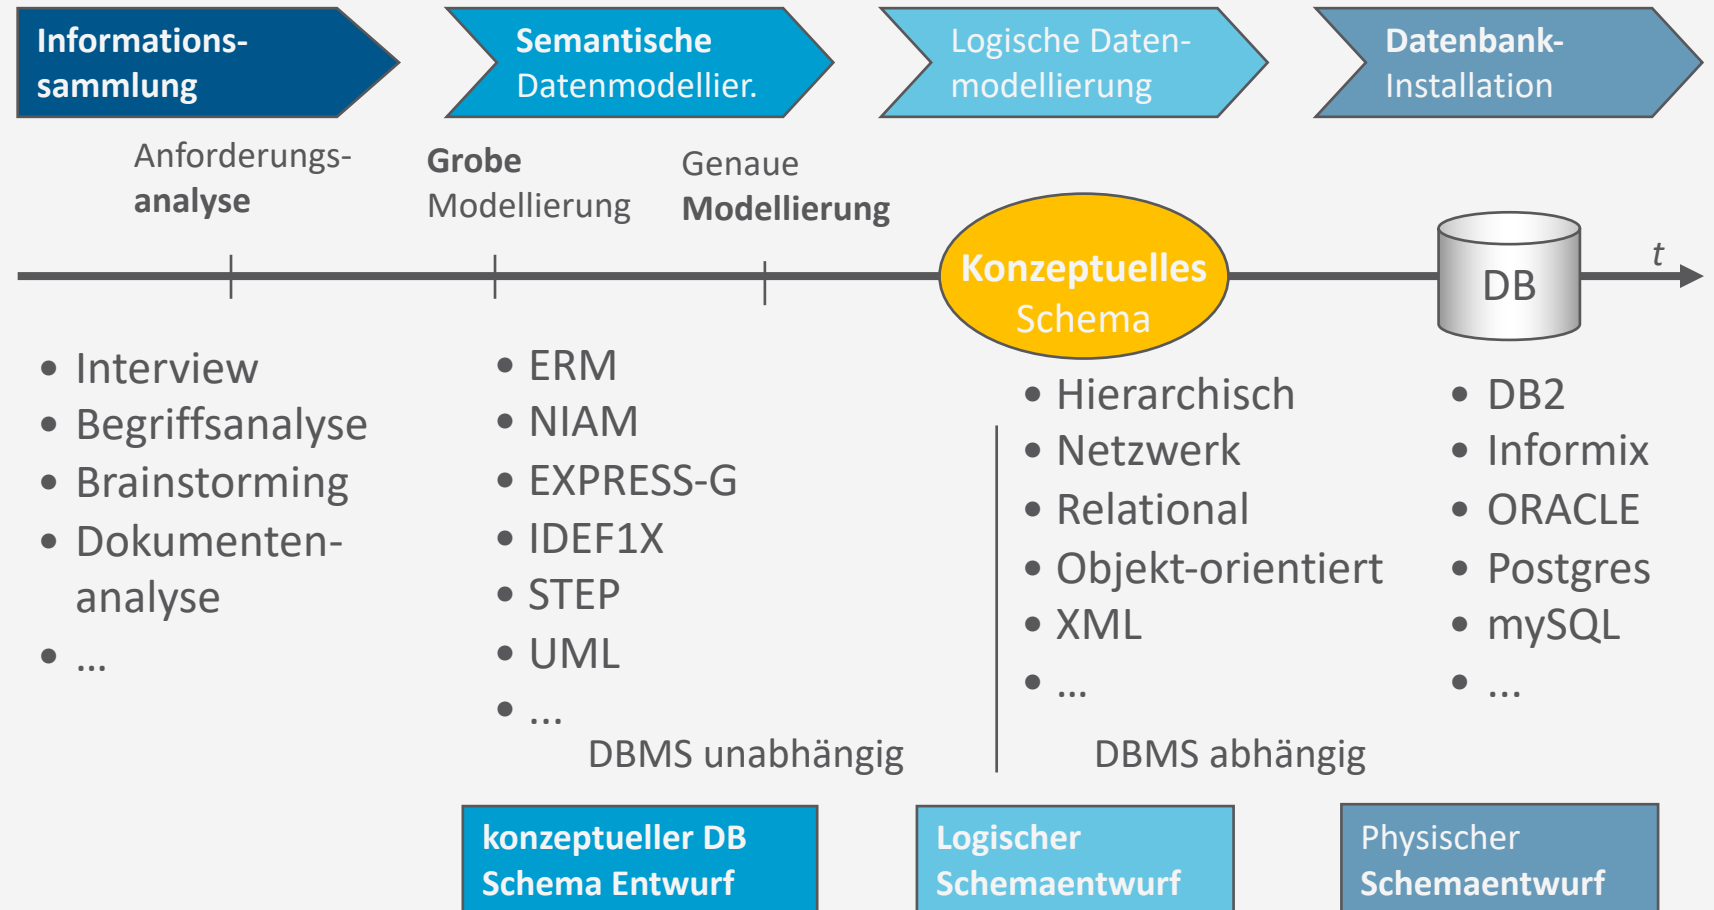 Informations-
sammlung
Semantische
Datenmodellier.
Logische Daten-
modellierung
Datenbank-
Installation
Anforderungs-
analyse
Grobe
Modellierung
Genaue
Modellierung
Konzeptuelles
Schema
DB
t
• Interview
• Begriffsanalyse
• Brainstorming
• Dokumenten-
analyse
• ...
• ERM
• NIAM
• EXPRESS-G
• IDEF1X
• STEP
• UML
• ...
DBMS unabhängig
• Hierarchisch
• Netzwerk
• Relational
• Objekt-orientiert
• XML
• ...
DBMS abhängig
• DB2
• Informix
• ORACLE
• Postgres
• mySQL
• ...
konzeptueller DB
Schema Entwurf
Logischer
Schemaentwurf
Physischer
Schemaentwurf